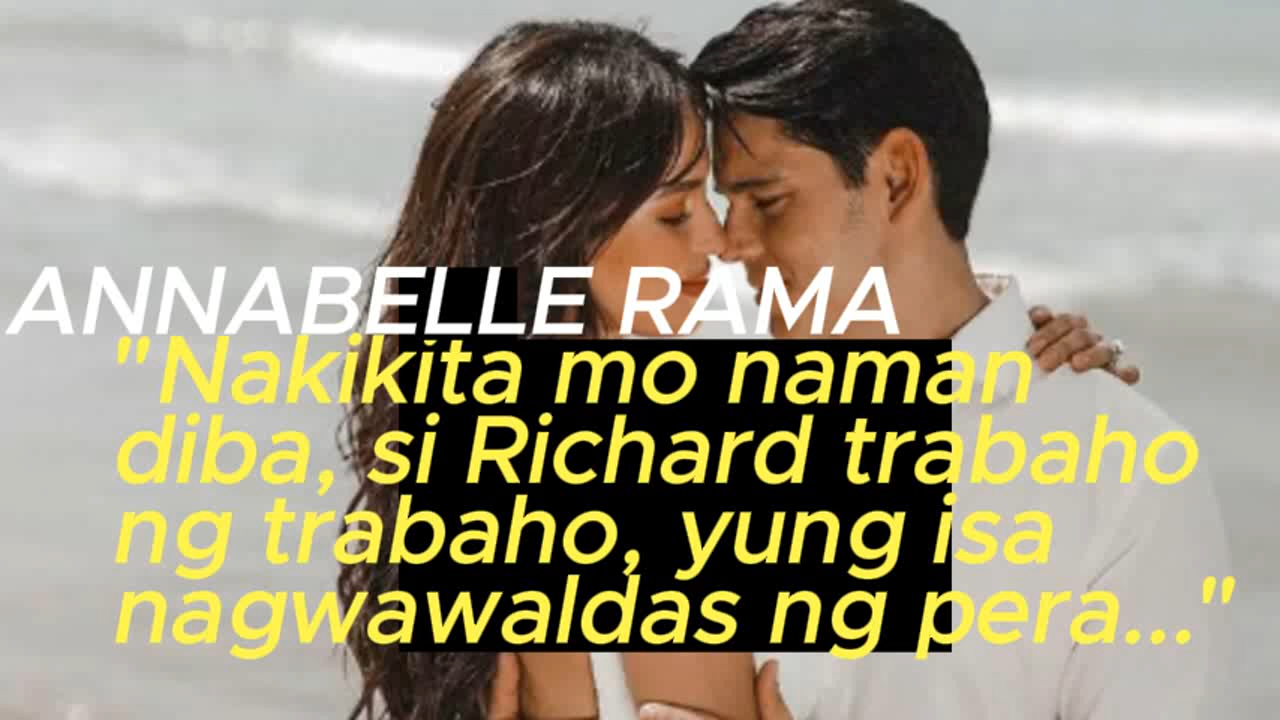 ANNABELLE RAMA
"Nakikita mo naman
diba, si Richard trabaho
ng trabaho, yung isa
nagwawaldas ng pera..."